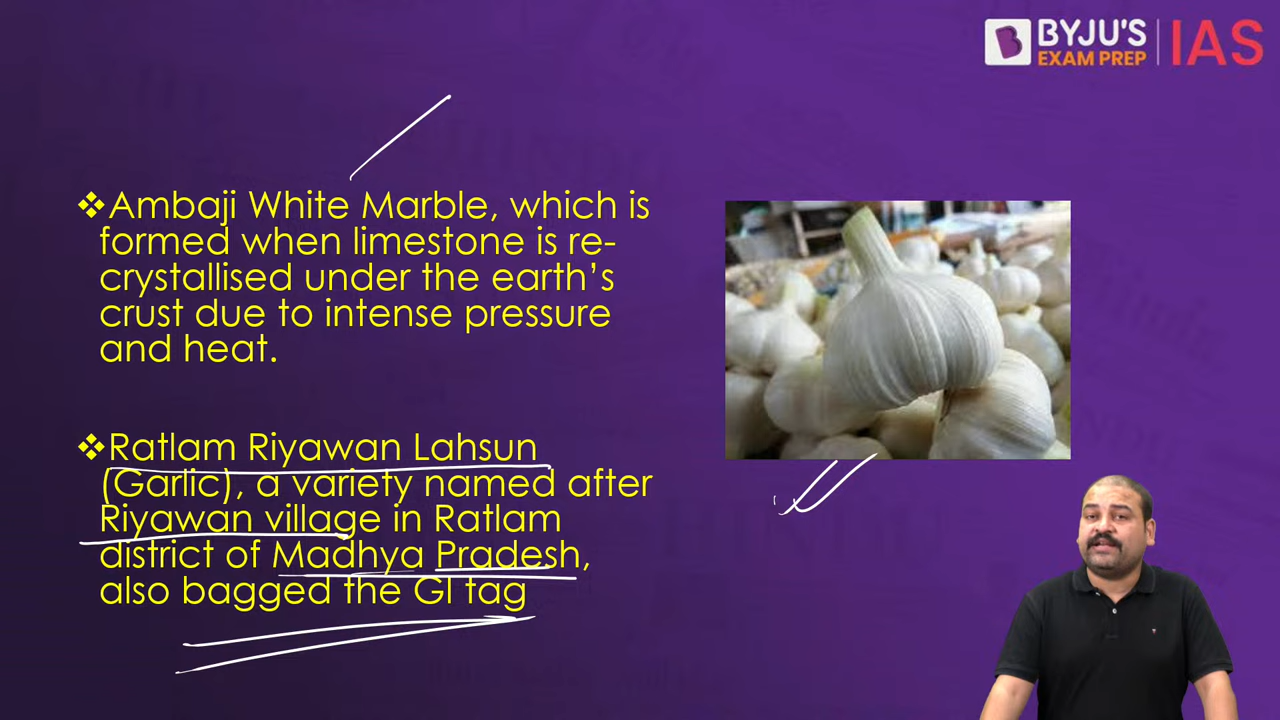 BYJU'S
EXAM PREP
IAS
❖Ambaji White Marble, which is
formed when limestone is re-
crystallised under the earth's
crust due to intense pressure
and heat.
❖Ratlam Riyawan Lahsun
(Garlic), a variety named after
Riyawan village in Ratlam
district of Madhya Pradesh,
also bagged the GI tag